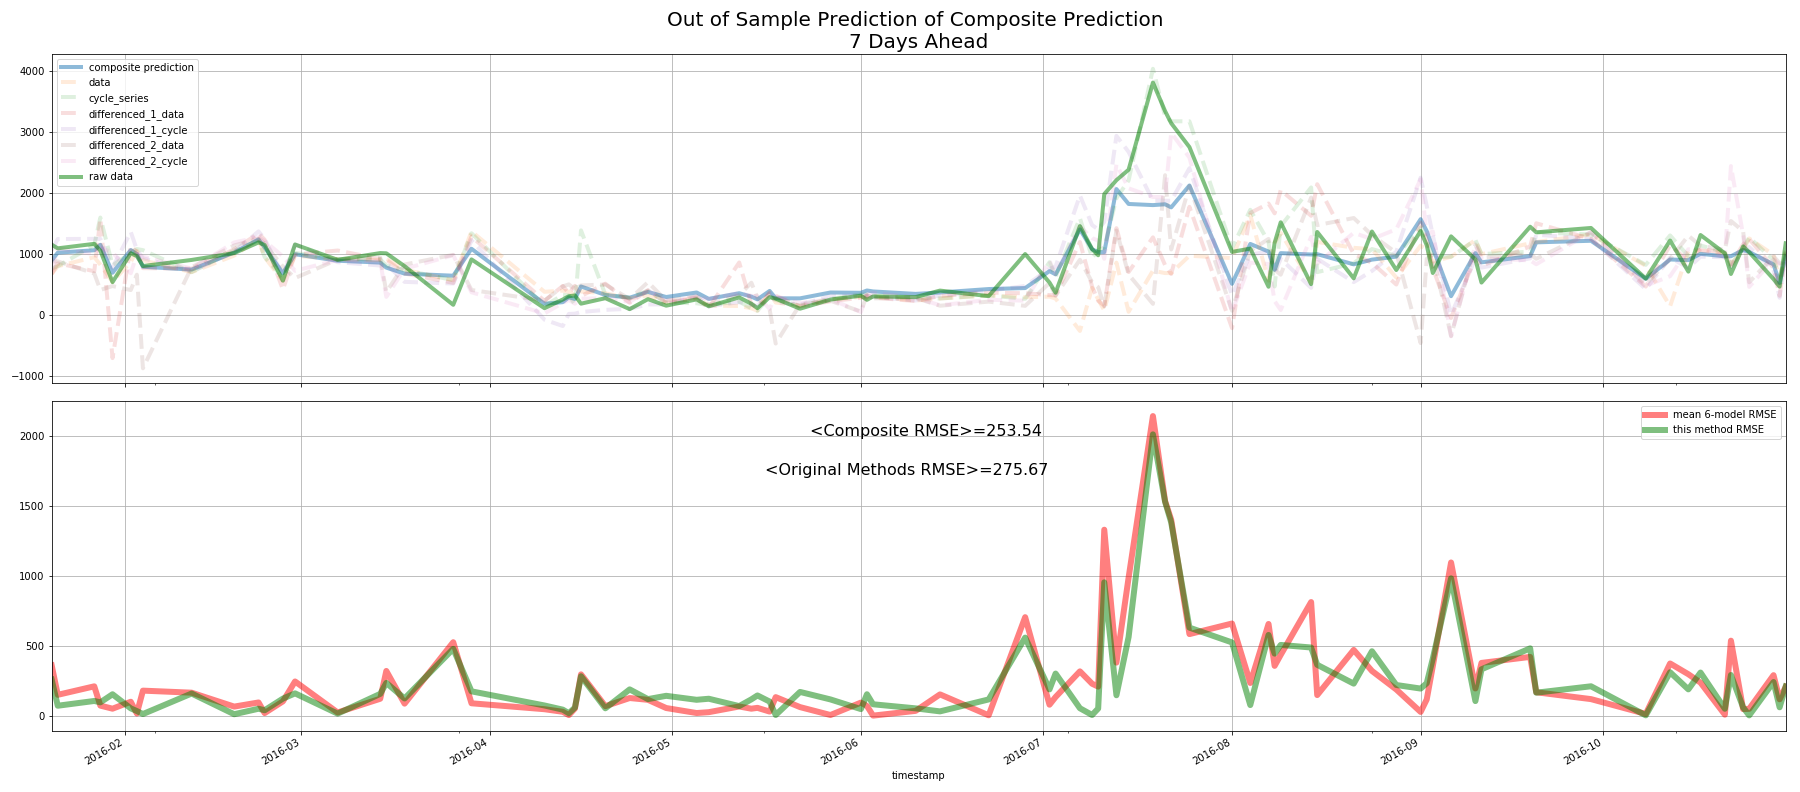 Out of Sample Prediction of Composite Prediction
7 Days Ahead
4000
3000
2000
1000
0
−1000
composite prediction
data
cycle_series
differenced_1_data
differenced_1_cycle
differenced_2_data
differenced_2_cycle
raw data
2000
1500
1000
500
0
<Composite RMSE>=253.54
<Original Methods RMSE>=275.67
mean 6-model RMSE
this method RMSE
2016-02
2016-03
2016-04
2016-05
2016-06
2016-07
2016-08
2016-09
2016-10
timestamp